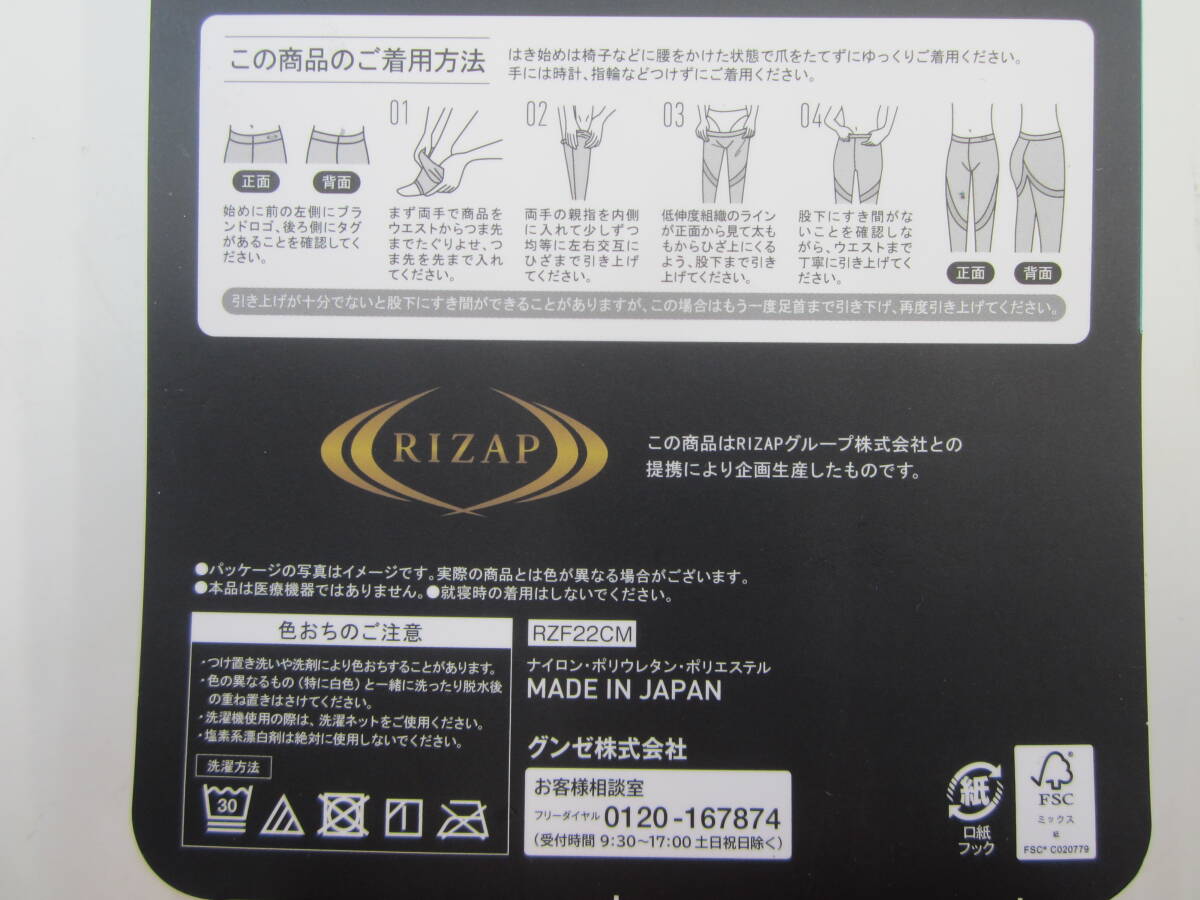 この商品のご着用方法
はき始めは椅子などに腰をかけた状態で爪をたてずにゆっくりご着用ください。
手には時計、指輪などつけずにご着用ください。
正面
背面
始めに前の左側にブラ
ンドロゴ、後ろ側にタグ
があることを確認してく
ださい。
01
まず両手で商品を
ウエストからつま先
までたぐりよせ、つ
ま先を先まで入れ
てください。
02
両手の親指を内側
に入れて少しずつ
均等に左右交互に
ひざまで引き上げ
てください。
03
低伸度組織のライン
が正面から見て太も
もからひざ上にくる
よう、股下まで引き
上げてください。
04
股下にすき間がな
いことを確認しな
がら、ウエストまで
丁寧に引き上げてく
ださい。
正面
背面
引き上げが十分でないと股下にすき間ができることがありますが、この場合はもう一度足首まで引き下げ、再度引き上げてください。
RIZAP
この商品はRIZAPグループ株式会社との
提携により企画生産したものです。
●パッケージの写真はイメージです。実際の商品とは色が異なる場合がございます。
●本品は医療機器ではありません。●就寝時の着用はしないでください。
色おちのご注意
・つけ置き洗いや洗剤により色おちすることがあります。
・色の異なるもの（特に白色）と一緒に洗ったり脱水後
の重ね置きはさけてください。
・洗濯機使用の際は、洗濯ネットをご使用ください。
・塩素系漂白剤は絶対に使用しないでください。
洗濯方法
30
RZF22CM
ナイロン・ポリウレタン・ポリエステル
MADE IN JAPAN
グンゼ株式会社
お客様相談室
フリーダイヤル 0120-167874
（受付時間 9:30〜17:00 土日祝日除く）
紙
口紙
フック
FSC
ミックス
紙
FSC® C020779